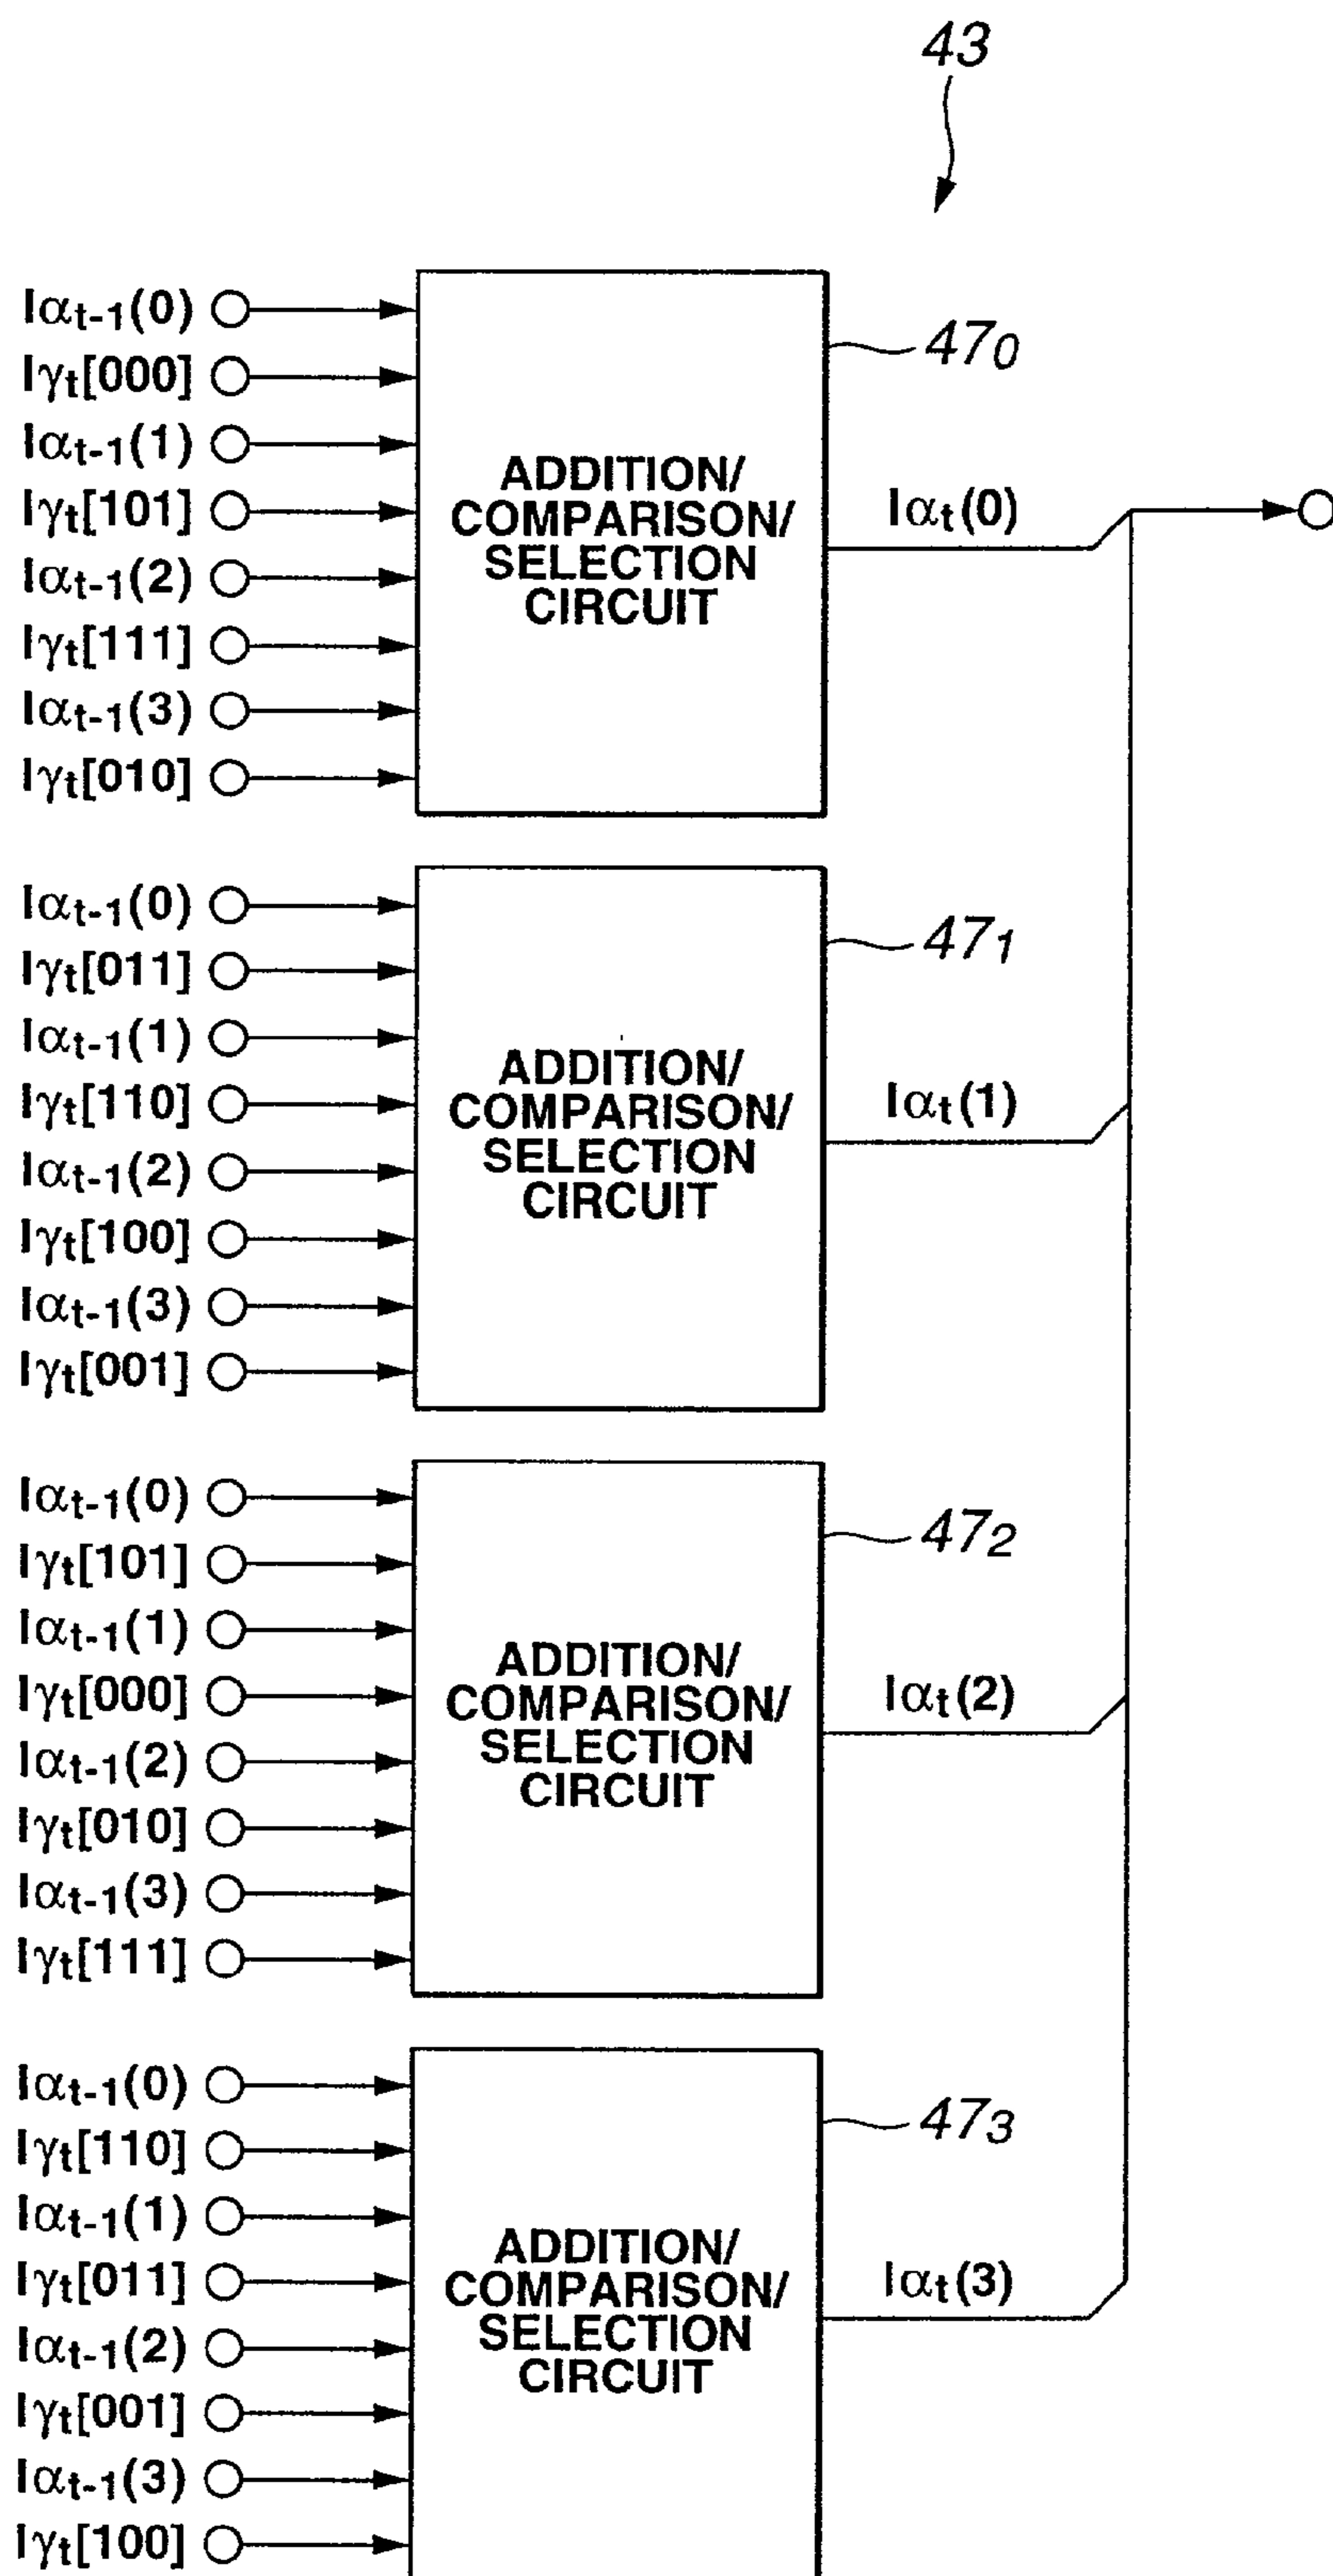 43
Iαt-1(0)
Iγt[000]
Iαt-1(1)
Iγt[101]
Iαt-1(2)
Iγt[111]
Iαt-1(3)
Iγt[010]
ADDITION/
COMPARISON/
SELECTION
CIRCUIT
470
Iαt(0)
Iαt-1(0)
Iγt[011]
Iαt-1(1)
Iγt[110]
Iαt-1(2)
Iγt[100]
Iαt-1(3)
Iγt[001]
ADDITION/
COMPARISON/
SELECTION
CIRCUIT
471
Iαt(1)
Iαt-1(0)
Iγt[101]
Iαt-1(1)
Iγt[000]
Iαt-1(2)
Iγt[010]
Iαt-1(3)
Iγt[111]
ADDITION/
COMPARISON/
SELECTION
CIRCUIT
472
Iαt(2)
Iαt-1(0)
Iγt[110]
Iαt-1(1)
Iγt[011]
Iαt-1(2)
Iγt[001]
Iαt-1(3)
Iγt[100]
ADDITION/
COMPARISON/
SELECTION
CIRCUIT
473
Iαt(3)